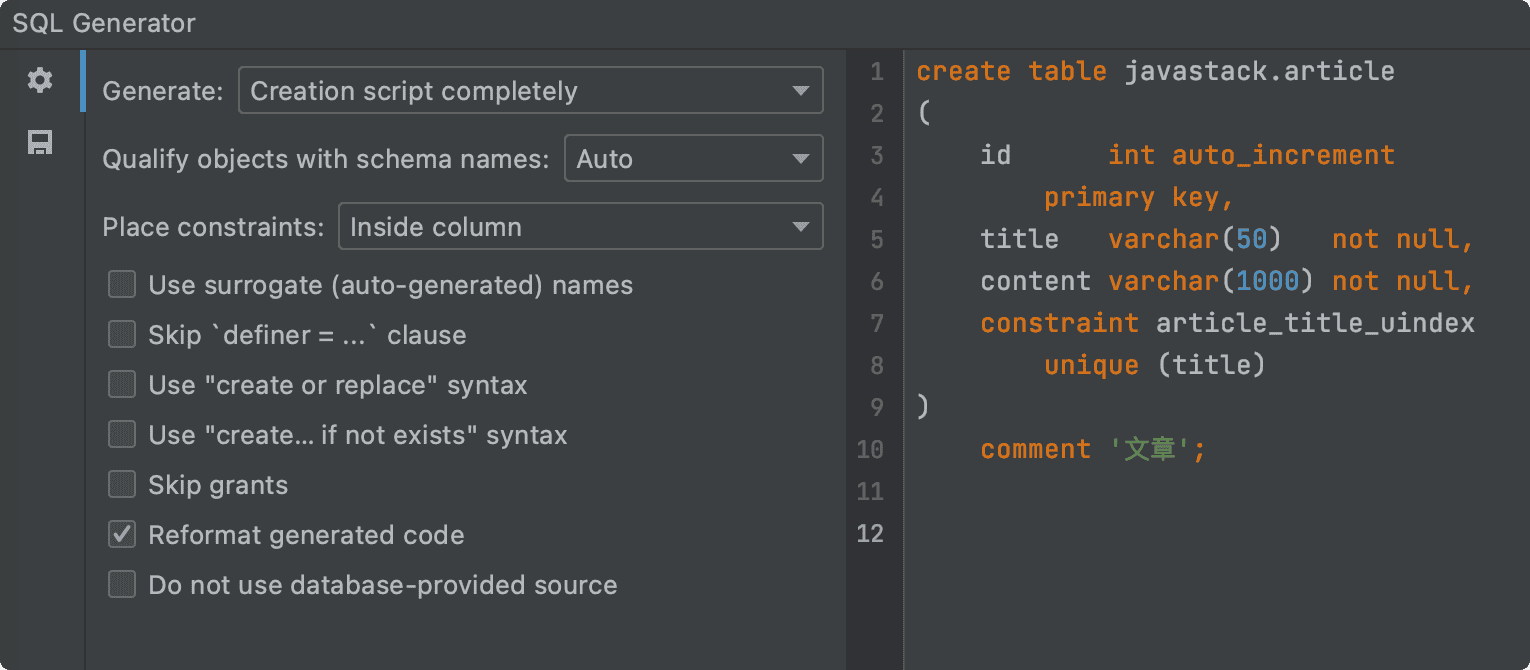 SQL Generator
Generate: Creation script completely
Qualify objects with schema names: Auto
Place constraints: Inside column
Use surrogate (auto-generated) names
Skip `definer = ...` clause
Use "create or replace" syntax
Use "create... if not exists" syntax
Skip grants
Reformat generated code
Do not use database-provided source
1 create table javastack.article
2 (
3     id      int auto_increment
4         primary key,
5     title   varchar(50)   not null,
6     content varchar(1000) not null,
7     constraint article_title_uindex
8         unique (title)
9 )
10     comment '文章';
11
12